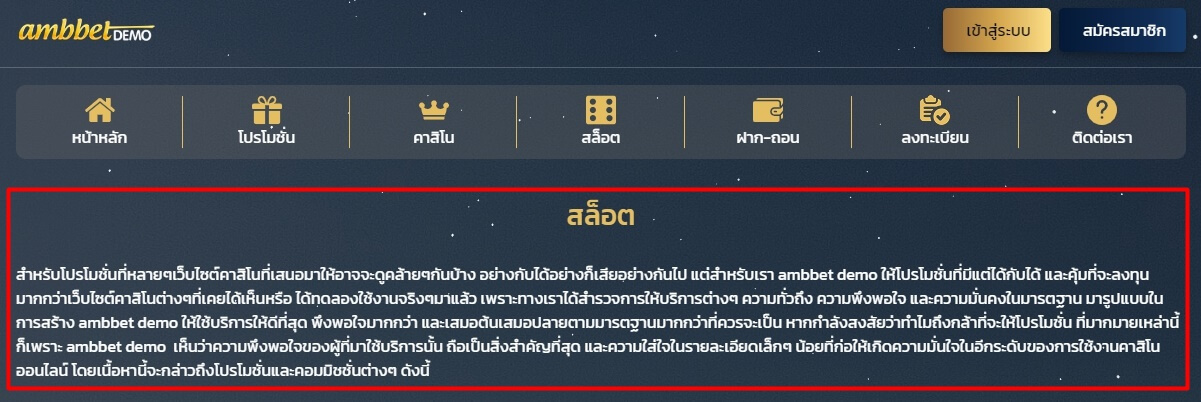 ambbet DEMO
เข้าสู่ระบบ
สมัครสมาชิก
หน้าหลัก
โปรโมชั่น
คาสิโน
สล็อต
ฝาก-ถอน
ลงทะเบียน
ติดต่อเรา
สล็อต
สำหรับโปรโมชั่นที่หลายๆเว็บไซต์คาสิโนที่เสนอมาให้อาจจะดูคล้ายๆกันบ้าง อย่างกับได้อย่างก็เสียอย่างกันไป แต่สำหรับเรา ambbet demo ให้โปรโมชั่นที่มีแต่ได้กับได้ และคุ้มที่จะลงทุน
มากกว่าเว็บไซต์คาสิโนต่างๆที่เคยได้เห็นหรือ ได้ทดลองใช้งานจริงๆมาแล้ว เพราะทางเราได้สำรวจการให้บริการต่างๆ ความทั่วถึง ความพึงพอใจ และความมั่นคงในมารตฐาน มารูปแบบใน
การสร้าง ambbet demo ให้ใช้บริการให้ดีที่สุด พึงพอใจมากกว่า และเสมอต้นเสมอปลายตามมารตฐานมากกว่าที่ควรจะเป็น หากกำลังสงสัยว่าทำไมถึงกล้าที่จะให้โปรโมชั่น ที่มากมายเหล่านี้
ก็เพราะ ambbet demo เห็นว่าความพึงพอใจของผู้ที่มาใช้บริการนั้น ถือเป็นสิ่งสำคัญที่สุด และความใส่ใจในรายละเอียดเล็กๆ น้อยที่ก่อให้เกิดความมั่นใจในอีกระดับของการใช้งานคาสิโน
ออนไลน์ โดยเนื้อหานี้จะกล่าวถึงโปรโมชั่นและคอมมิชชั่นต่างๆ ดังนี้